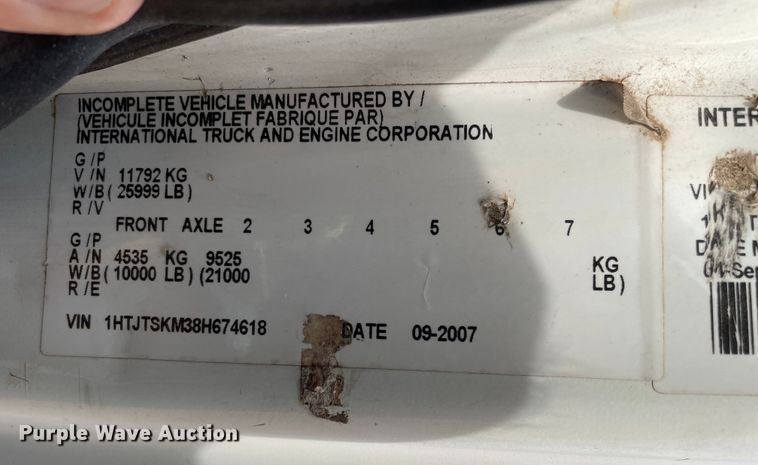 INCOMPLETE VEHICLE MANUFACTURED BY /
(VEHICULE INCOMPLET FABRIQUE PAR)
INTERNATIONAL TRUCK AND ENGINE CORPORATION
G /P
V /N 11792 KG
W/B ( 25999 LB )
R /V
FRONT AXLE 2 3 4 5 6 7
G /P
A /N 4535 KG 9525 KG
W/B ( 10000 LB ) (21000 LB )
R /E
VIN 1HTJTSKM38H674618 DATE 09-2007
INTER
VI
Purple Wave Auction